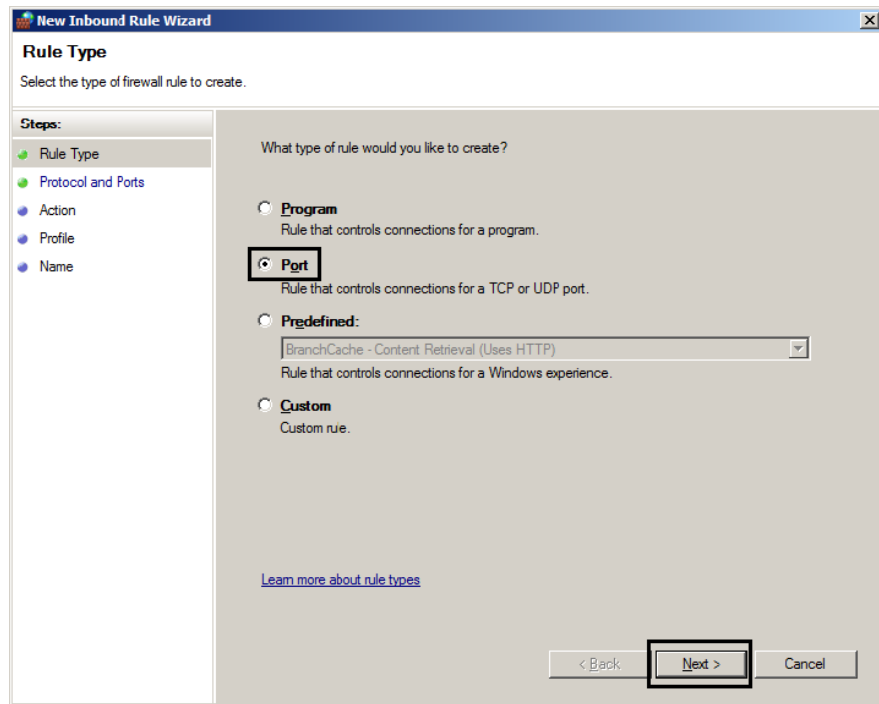 New Inbound Rule Wizard
Rule Type
Select the type of firewall rule to create.
Steps:
Rule Type
Protocol and Ports
Action
Profile
Name
What type of rule would you like to create?
Program
Rule that controls connections for a program.
Port
Rule that controls connections for a TCP or UDP port.
Predefined:
BranchCache - Content Retrieval (Uses HTTP)
Rule that controls connections for a Windows experience.
Custom
Custom rule.
Learn more about rule types
< Back
Next >
Cancel